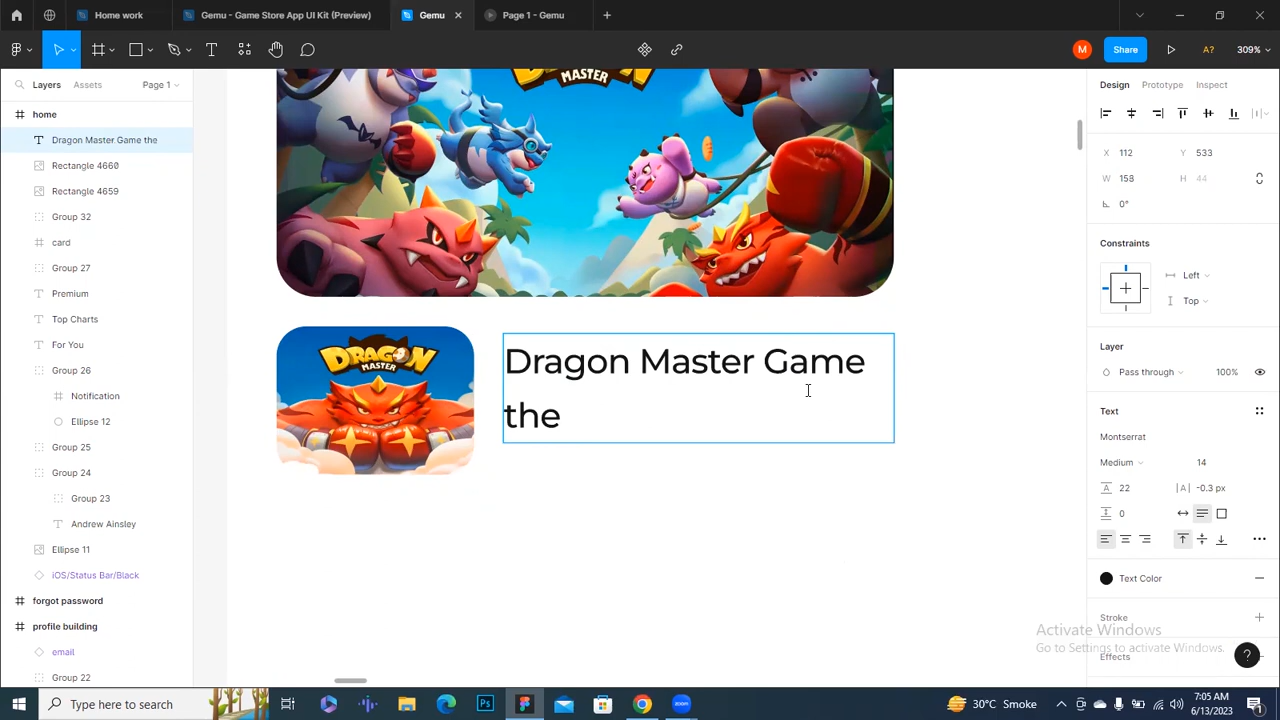 Home work
Gemu - Game Store App UI Kit (Preview)
Gemu
Page 1 - Gemu
M
Share
A?
309%
Layers
Assets
Page 1
home
Dragon Master Game the
Rectangle 4660
Rectangle 4659
Group 32
card
Group 27
Premium
Top Charts
For You
Group 26
Notification
Ellipse 12
Group 25
Group 24
Group 23
Andrew Ainsley
Ellipse 11
iOS/Status Bar/Black
forgot password
profile building
email
Group 22
DRAGON
MASTER
DRAGON
MASTER
Dragon Master Game
the
Design
Prototype
Inspect
X 112
Y 533
W 158
H 44
0°
Constraints
Left
Top
Layer
Pass through
100%
Text
Montserrat
Medium
14
A 22
|A| -0.3 px
0
Text Color
Stroke
Effects
Activate Windows
Go to Settings to activate Windows.
?
Type here to search
Ps
zoom
30°C Smoke
7:05 AM
6/13/2023
1